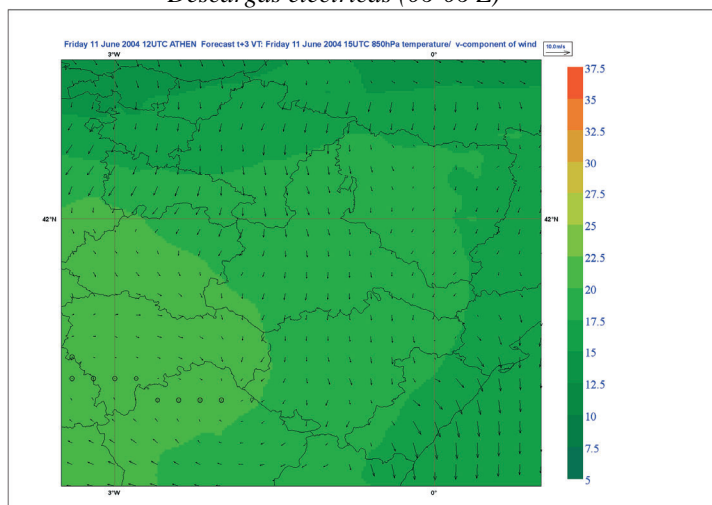 Descargas eléctricas (00-06 Z)
Friday 11 June 2004 12UTC ATHEN Forecast t+3 VT: Friday 11 June 2004 15UTC 850hPa temperature/ v-component of wind
10.0m/s
3°W 0°
37.5
35
32.5
30
27.5
25
22.5
20
17.5
15
12.5
10
7.5
5
42°N 42°N
3°W 0°